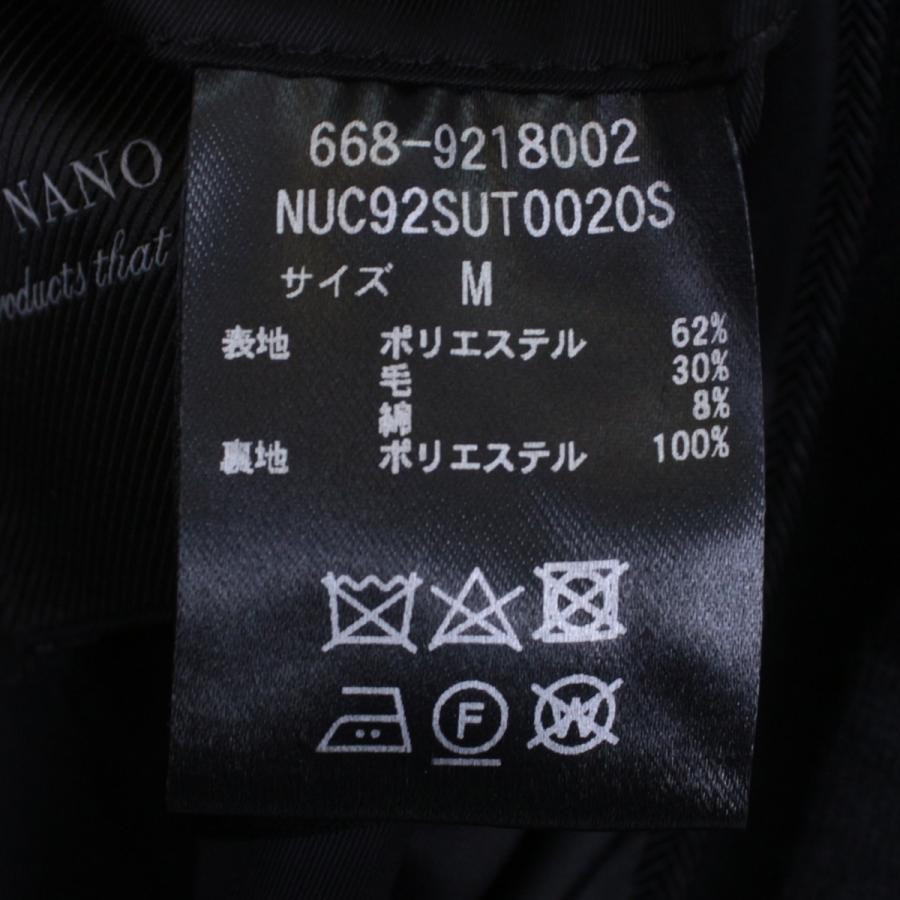 NANO
products that
668-9218002
NUC92SUT0020S
サイズ M
表地 ポリエステル 62%
毛 30%
綿 8%
裏地 ポリエステル 100%
F
W